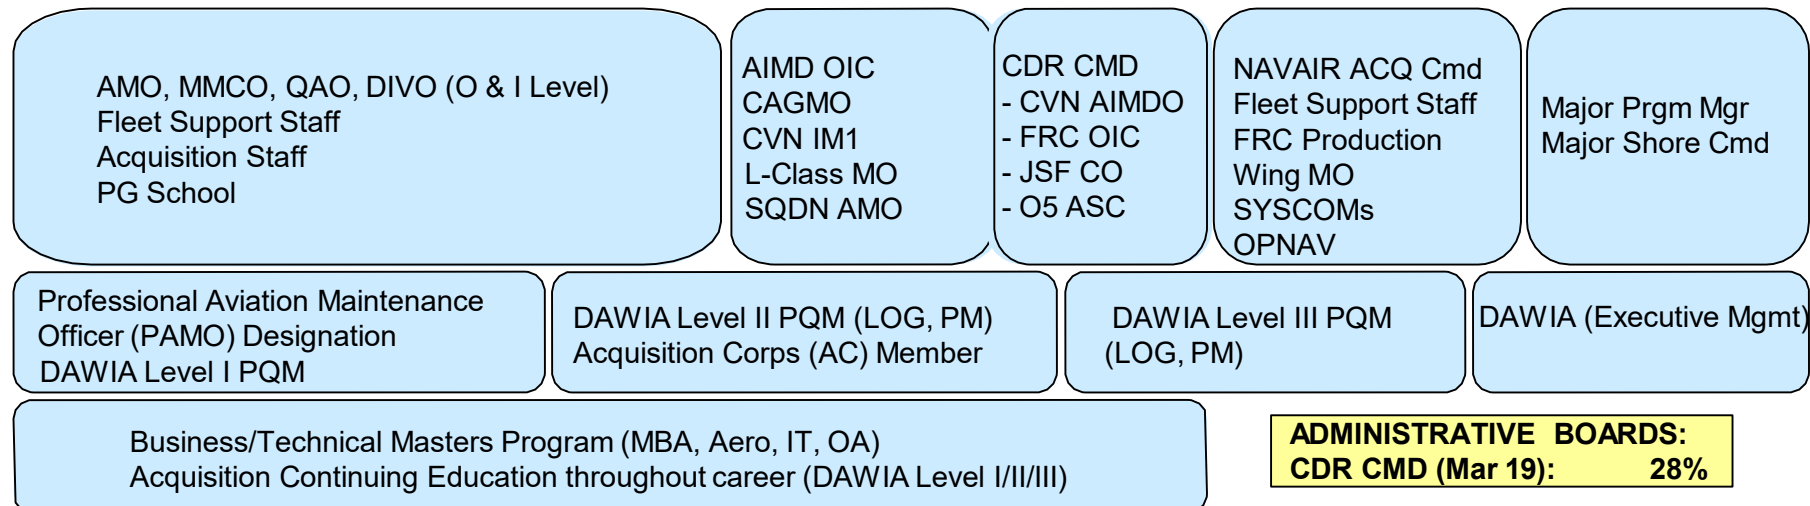 AMO, MMCO, QAO, DIVO (O & I Level)
Fleet Support Staff
Acquisition Staff
PG School
AIMD OIC
CAGMO
CVN IM1
L-Class MO
SQDN AMO
CDR CMD
- CVN AIMDO
- FRC OIC
- JSF CO
- O5 ASC
NAVAIR ACQ Cmd
Fleet Support Staff
FRC Production
Wing MO
SYSCOMs
OPNAV
Major Prgm Mgr
Major Shore Cmd
Professional Aviation Maintenance
Officer (PAMO) Designation
DAWIA Level I PQM
DAWIA Level II PQM (LOG, PM)
Acquisition Corps (AC) Member
DAWIA Level III PQM
(LOG, PM)
DAWIA (Executive Mgmt)
Business/Technical Masters Program (MBA, Aero, IT, OA)
Acquisition Continuing Education throughout career (DAWIA Level I/II/III)
ADMINISTRATIVE BOARDS:
CDR CMD (Mar 19): 28%